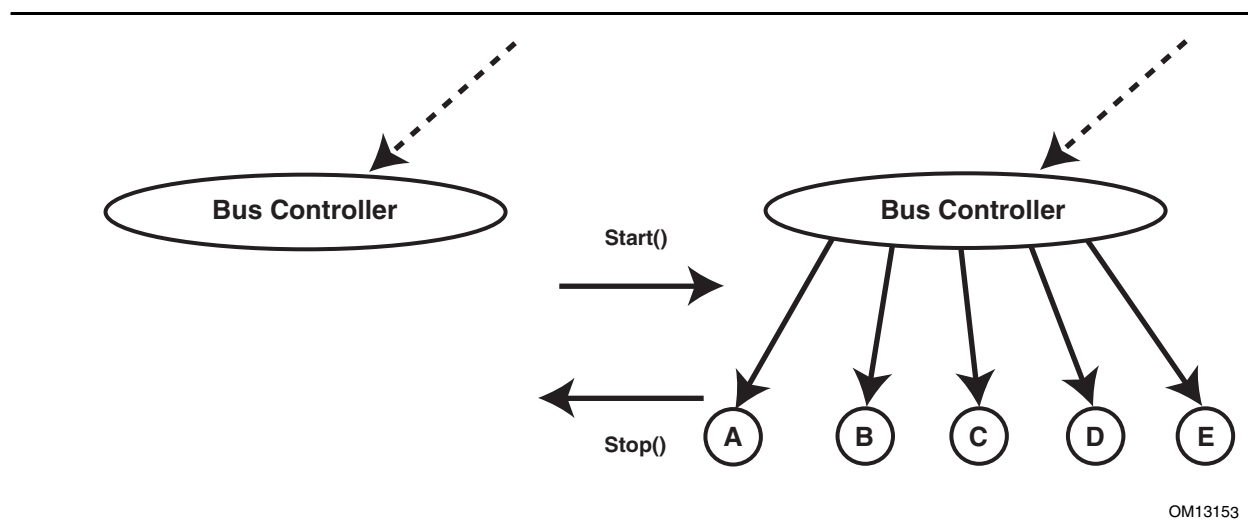 Bus Controller
Start()
Stop()
Bus Controller
A
B
C
D
E
OM13153